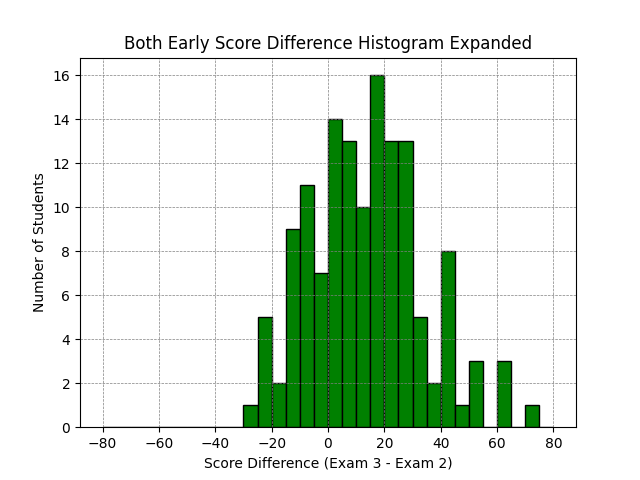 Both Early Score Difference Histogram Expanded
Number of Students
16
14
12
10
8
6
4
2
0
−80 −60 −40 −20 0 20 40 60 80
Score Difference (Exam 3 - Exam 2)